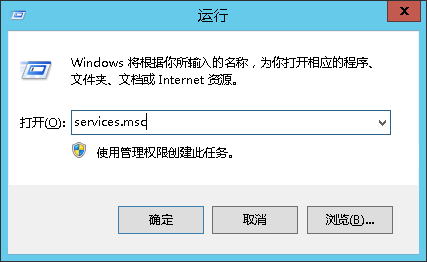 运行
Windows 将根据你所输入的名称，为你打开相应的程序、
文件夹、文档或 Internet 资源。
打开(O): services.msc
使用管理权限创建此任务。
确定 取消 浏览(B)...